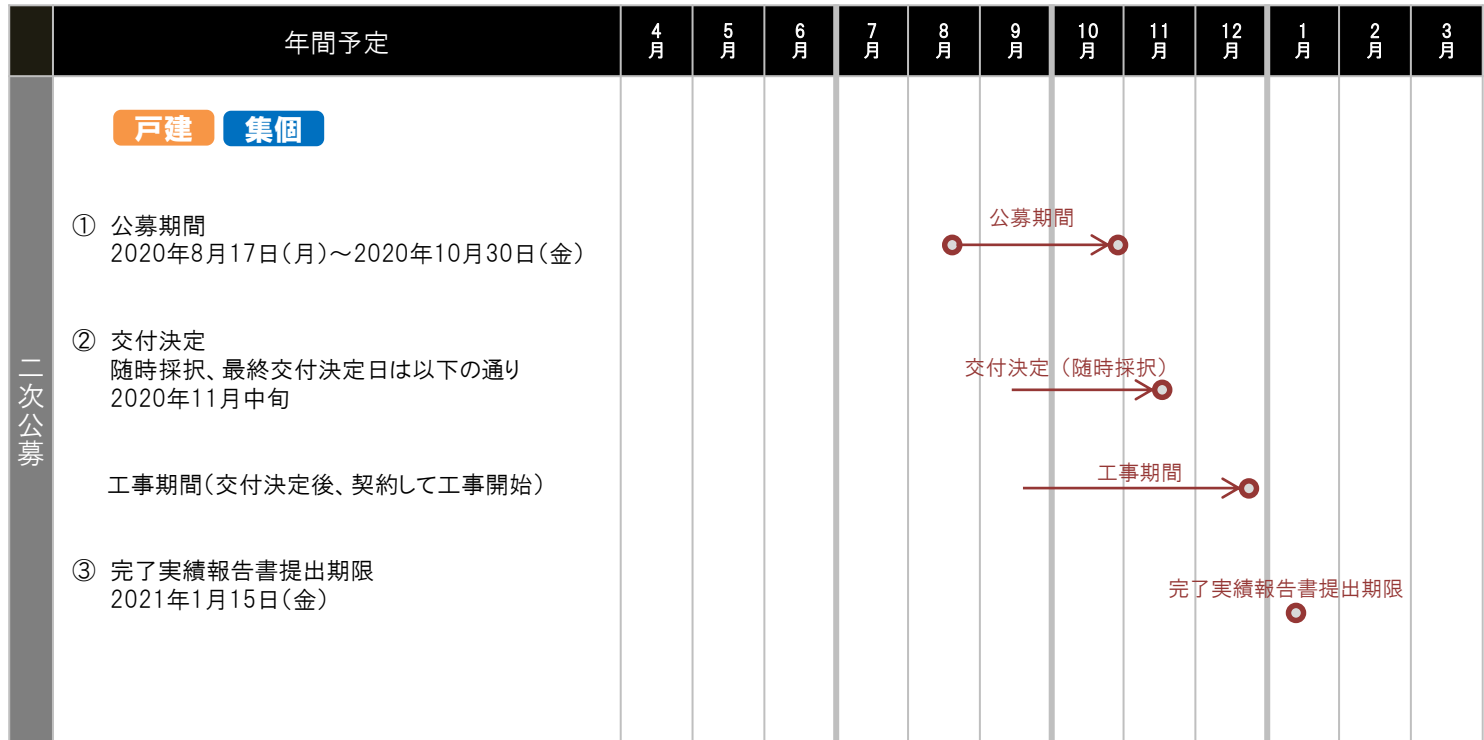 年間予定 4月 5月 6月 7月 8月 9月 10月 11月 12月 1月 2月 3月
二次公募
戸建 集個
① 公募期間
2020年8月17日(月)～2020年10月30日(金)
公募期間
② 交付決定
随時採択、最終交付決定日は以下の通り
2020年11月中旬
交付決定（随時採択）
工事期間(交付決定後、契約して工事開始)
工事期間
③ 完了実績報告書提出期限
2021年1月15日(金)
完了実績報告書提出期限